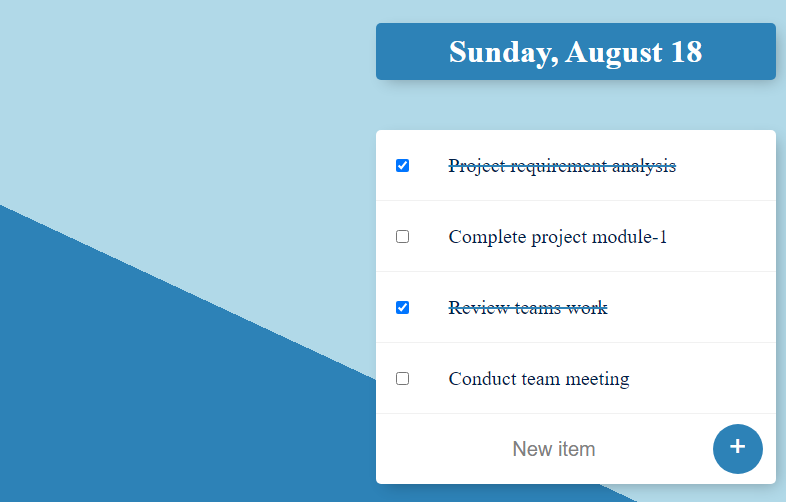 Sunday, August 18
Project requirement analysis
Complete project module-1
Review teams work
Conduct team meeting
New item
+